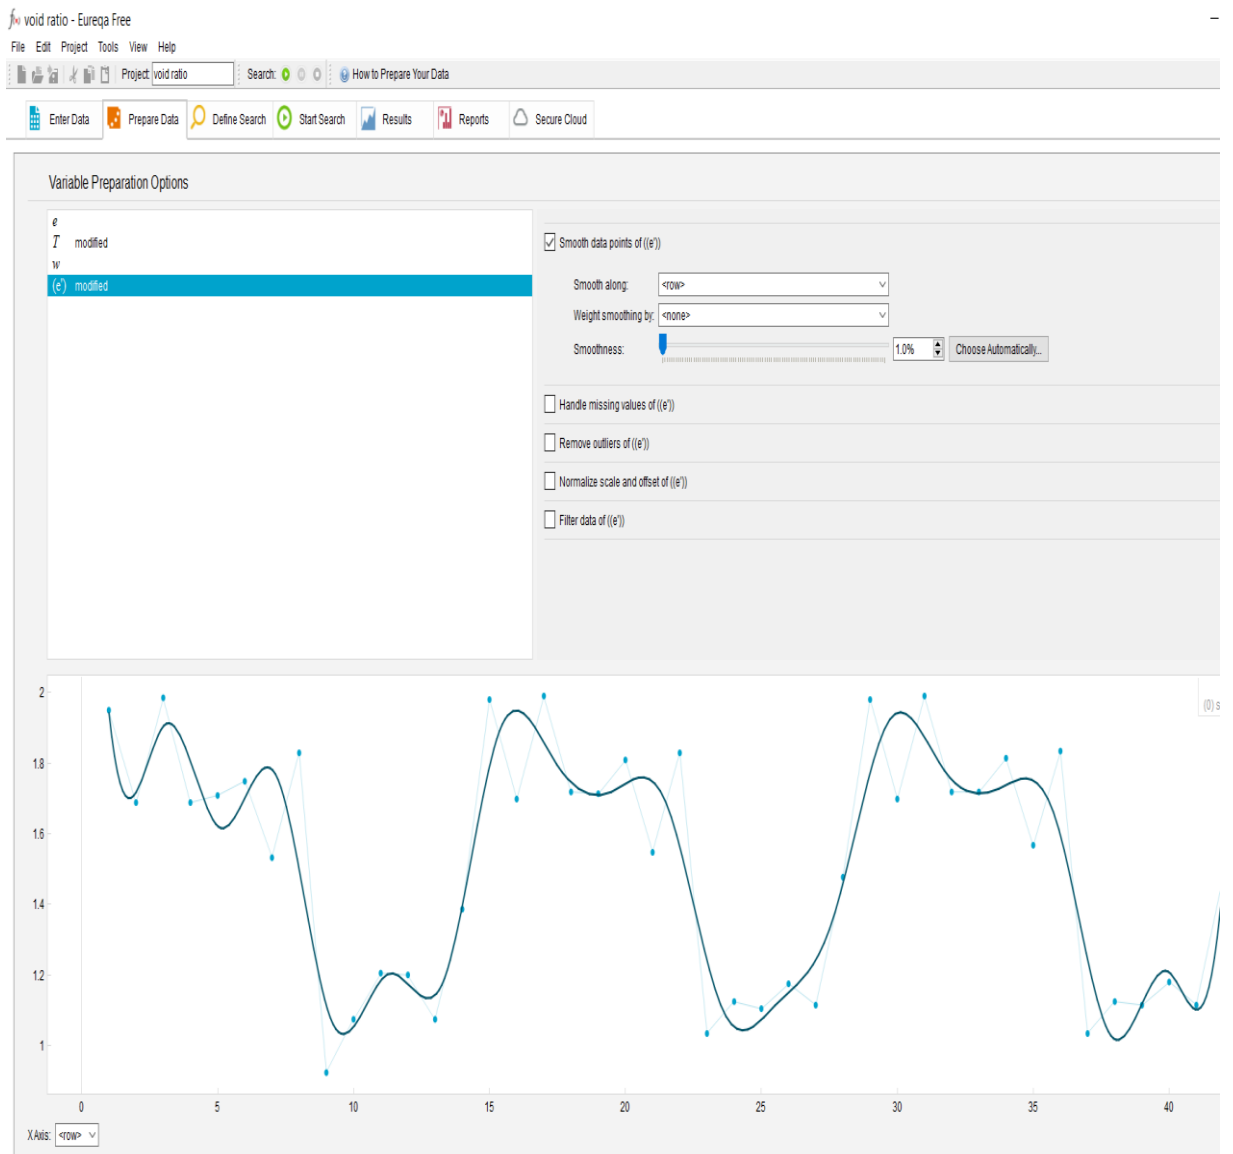 f(x) void ratio - Eureqa Free
File Edit Project Tools View Help
Project: void ratio Search: How to Prepare Your Data
Enter Data Prepare Data Define Search Start Search Results Reports Secure Cloud
Variable Preparation Options
e
T modified
w
(e') modified
Smooth data points of ((e'))
Smooth along: <row>
Weight smoothing by: <none>
Smoothness: 1.0% Choose Automatically...
Handle missing values of ((e'))
Remove outliers of ((e'))
Normalize scale and offset of ((e'))
Filter data of ((e'))
2
(0) s
1.8
1.6
1.4
1.2
1
0 5 10 15 20 25 30 35 40
X Axis: <row>